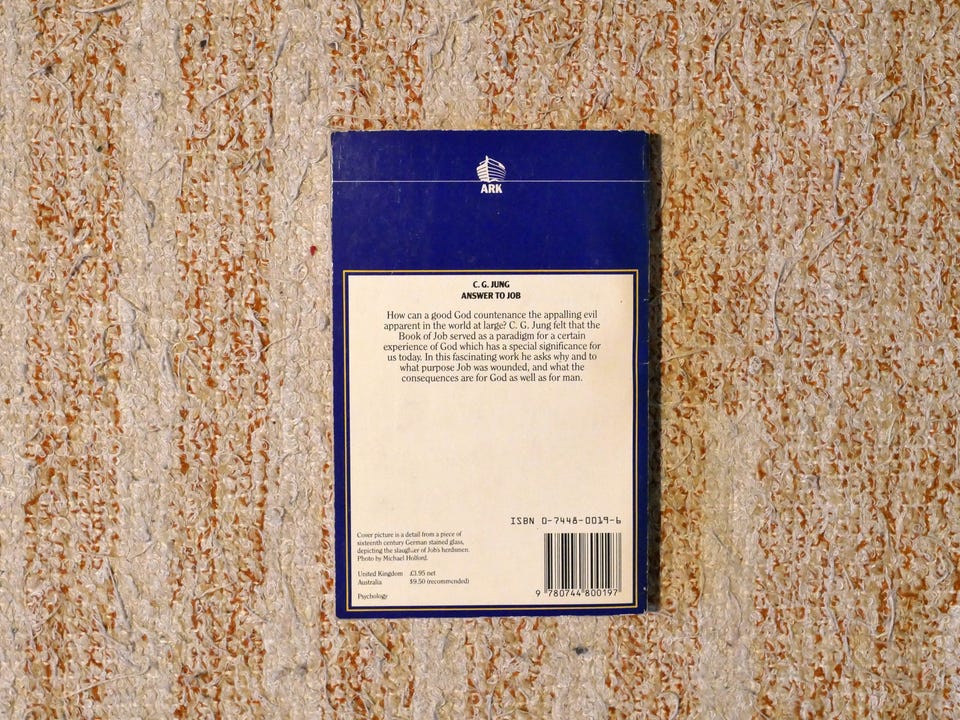 ARK
C. G. JUNG
ANSWER TO JOB
How can a good God countenance the appalling evil
apparent in the world at large? C. G. Jung felt that the
Book of Job served as a paradigm for a certain
experience of God which has a special significance for
us today. In this fascinating work he asks why and to
what purpose Job was wounded, and what the
consequences are for God as well as for man.
ISBN 0-7448-0019-6
Cover picture is a detail from a piece of
sixteenth century German stained glass,
depicting the slaughter of Job's herdsmen.
Photo by Michael Holford.
United Kingdom £3.95 net
Australia $9.50 (recommended)
Psychology
9 780744 800197